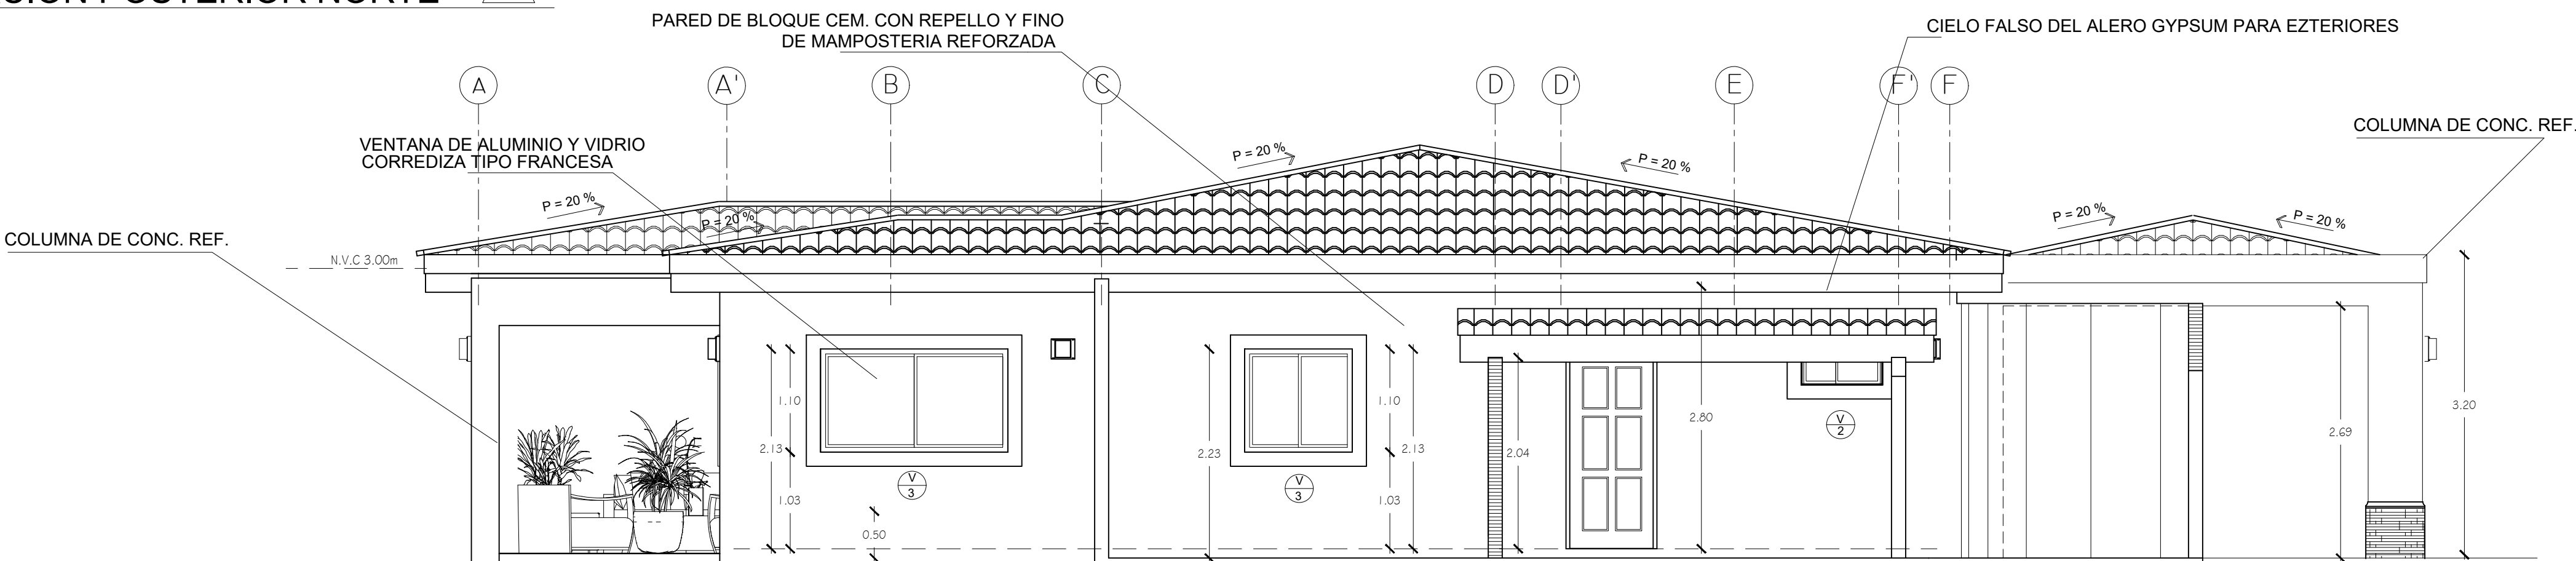 PARED DE BLOQUE CEM. CON REPELLO Y FINO
DE MAMPOSTERIA REFORZADA
CIELO FALSO DEL ALERO GYPSUM PARA EZTERIORES
A
A'
B
C
D
D'
E
F'
F
COLUMNA DE CONC. REF.
VENTANA DE ALUMINIO Y VIDRIO
CORREDIZA TIPO FRANCESA
P = 20 %
P = 20 %
P = 20 %
P = 20 %
P = 20 %
P = 20 %
COLUMNA DE CONC. REF.
N.V.C 3.00m
1.10
2.13
1.03
0.50
V
3
2.23
V
3
1.10
2.13
1.03
2.04
2.80
V
2
2.69
3.20